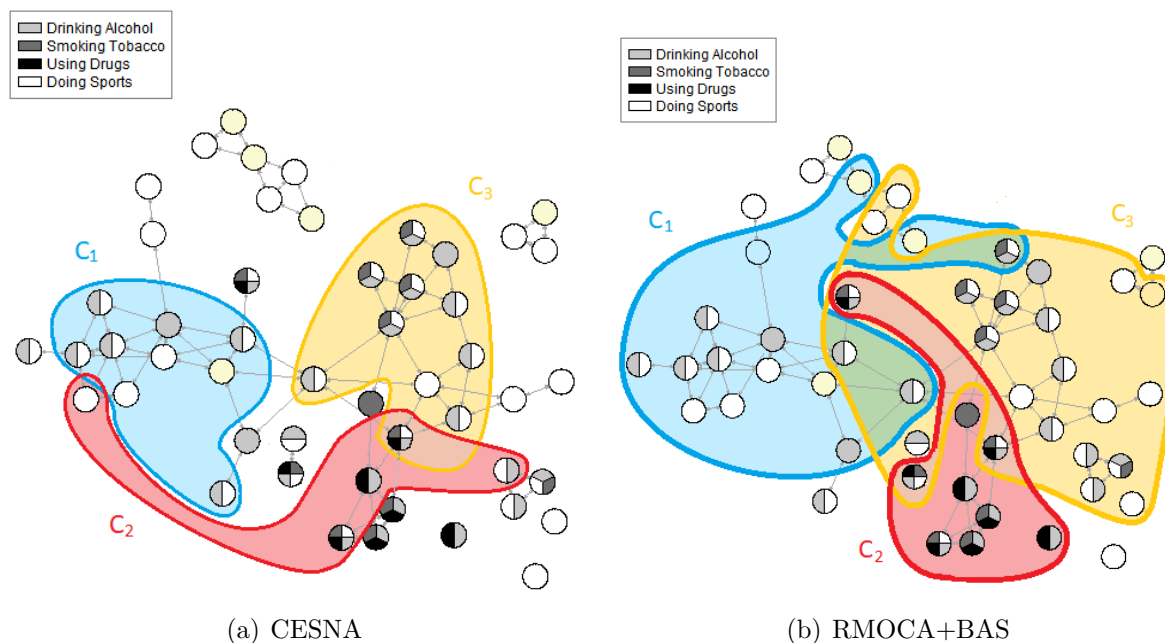 Drinking Alcohol
Smoking Tobacco
Using Drugs
Doing Sports
C1
C2
C3
(a) CESNA
Drinking Alcohol
Smoking Tobacco
Using Drugs
Doing Sports
C1
C3
C2
(b) RMOCA+BAS